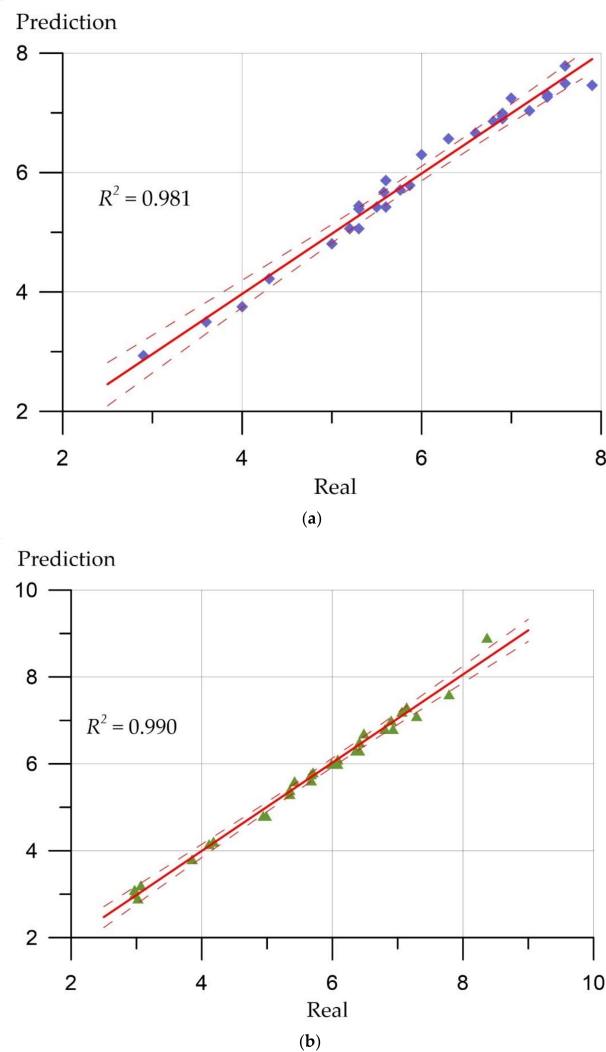 Prediction
8
6
R² = 0.981
4
2
2 4 6 8
Real
(a)
Prediction
10
8
R² = 0.990
6
4
2
2 4 6 8 10
Real
(b)